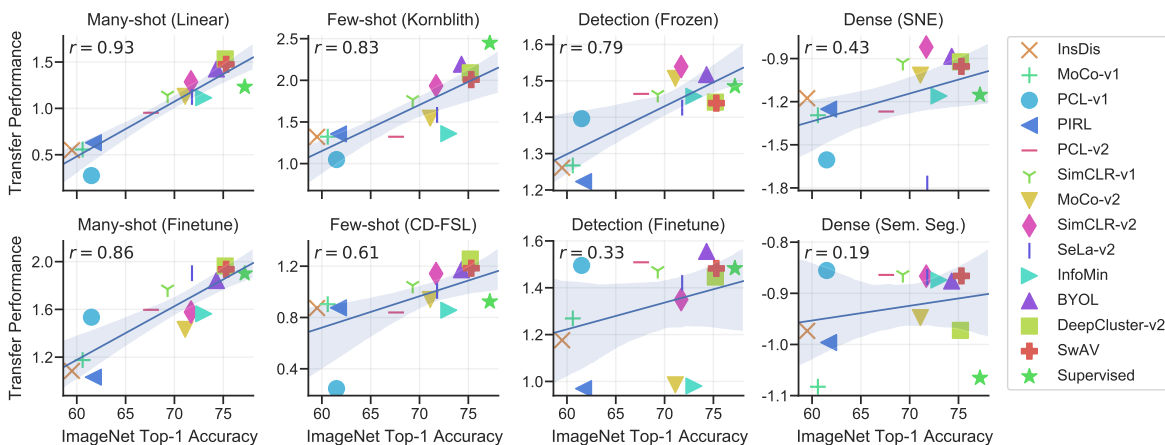 Many-shot (Linear)
Few-shot (Kornblith)
Detection (Frozen)
Dense (SNE)
r = 0.93
r = 0.83
r = 0.79
r = 0.43
Transfer Performance
1.5
1.0
0.5
2.5
2.0
1.5
1.0
1.6
1.5
1.4
1.3
1.2
-0.9
-1.2
-1.5
-1.8
Many-shot (Finetune)
Few-shot (CD-FSL)
Detection (Finetune)
Dense (Sem. Seg.)
r = 0.86
r = 0.61
r = 0.33
r = 0.19
Transfer Performance
2.0
1.6
1.2
1.2
0.8
0.4
1.6
1.4
1.2
1.0
-0.8
-0.9
-1.0
-1.1
60 65 70 75
60 65 70 75
60 65 70 75
60 65 70 75
ImageNet Top-1 Accuracy
ImageNet Top-1 Accuracy
ImageNet Top-1 Accuracy
ImageNet Top-1 Accuracy
InsDis
MoCo-v1
PCL-v1
PIRL
PCL-v2
SimCLR-v1
MoCo-v2
SimCLR-v2
SeLa-v2
InfoMin
BYOL
DeepCluster-v2
SwAV
Supervised